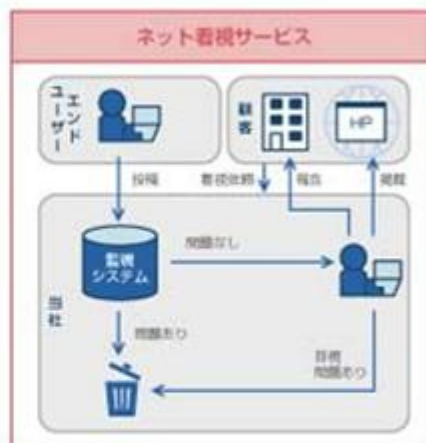 ネット看視サービス
エンド
ユーザー
顧客
HP
投稿
看視依頼
報告
掲載
監視
システム
問題なし
当社
問題あり
目視
問題あり